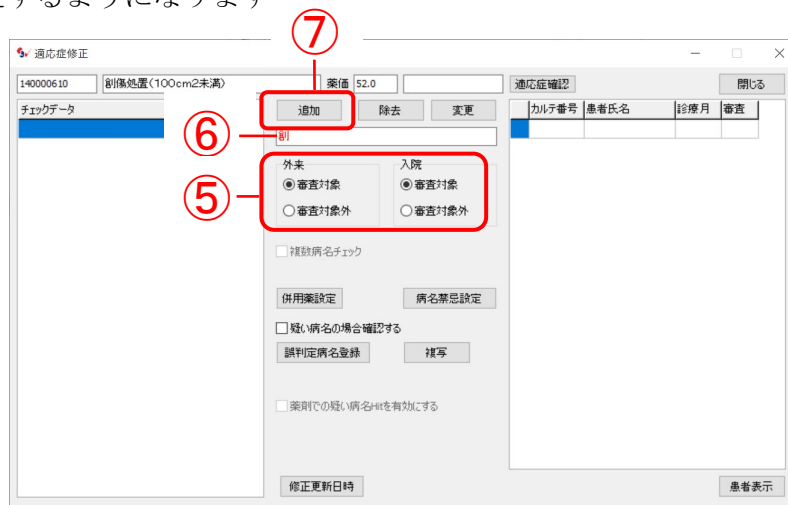 するようになります
⑦
適応症修正
140000610 創傷処置(100cm2未満) 薬価 52.0 適応症確認 閉じる
チェックデータ 追加 除去 変更 カルテ番号 患者氏名 診療月 審査
⑥ 創
外来 入院
⑤ 審査対象 審査対象
審査対象外 審査対象外
複数病名チェック
併用薬設定 病名禁忌設定
疑い病名の場合確認する
誤判定病名登録 複写
薬剤での疑い病名Hitを有効にする
修正更新日時 患者表示